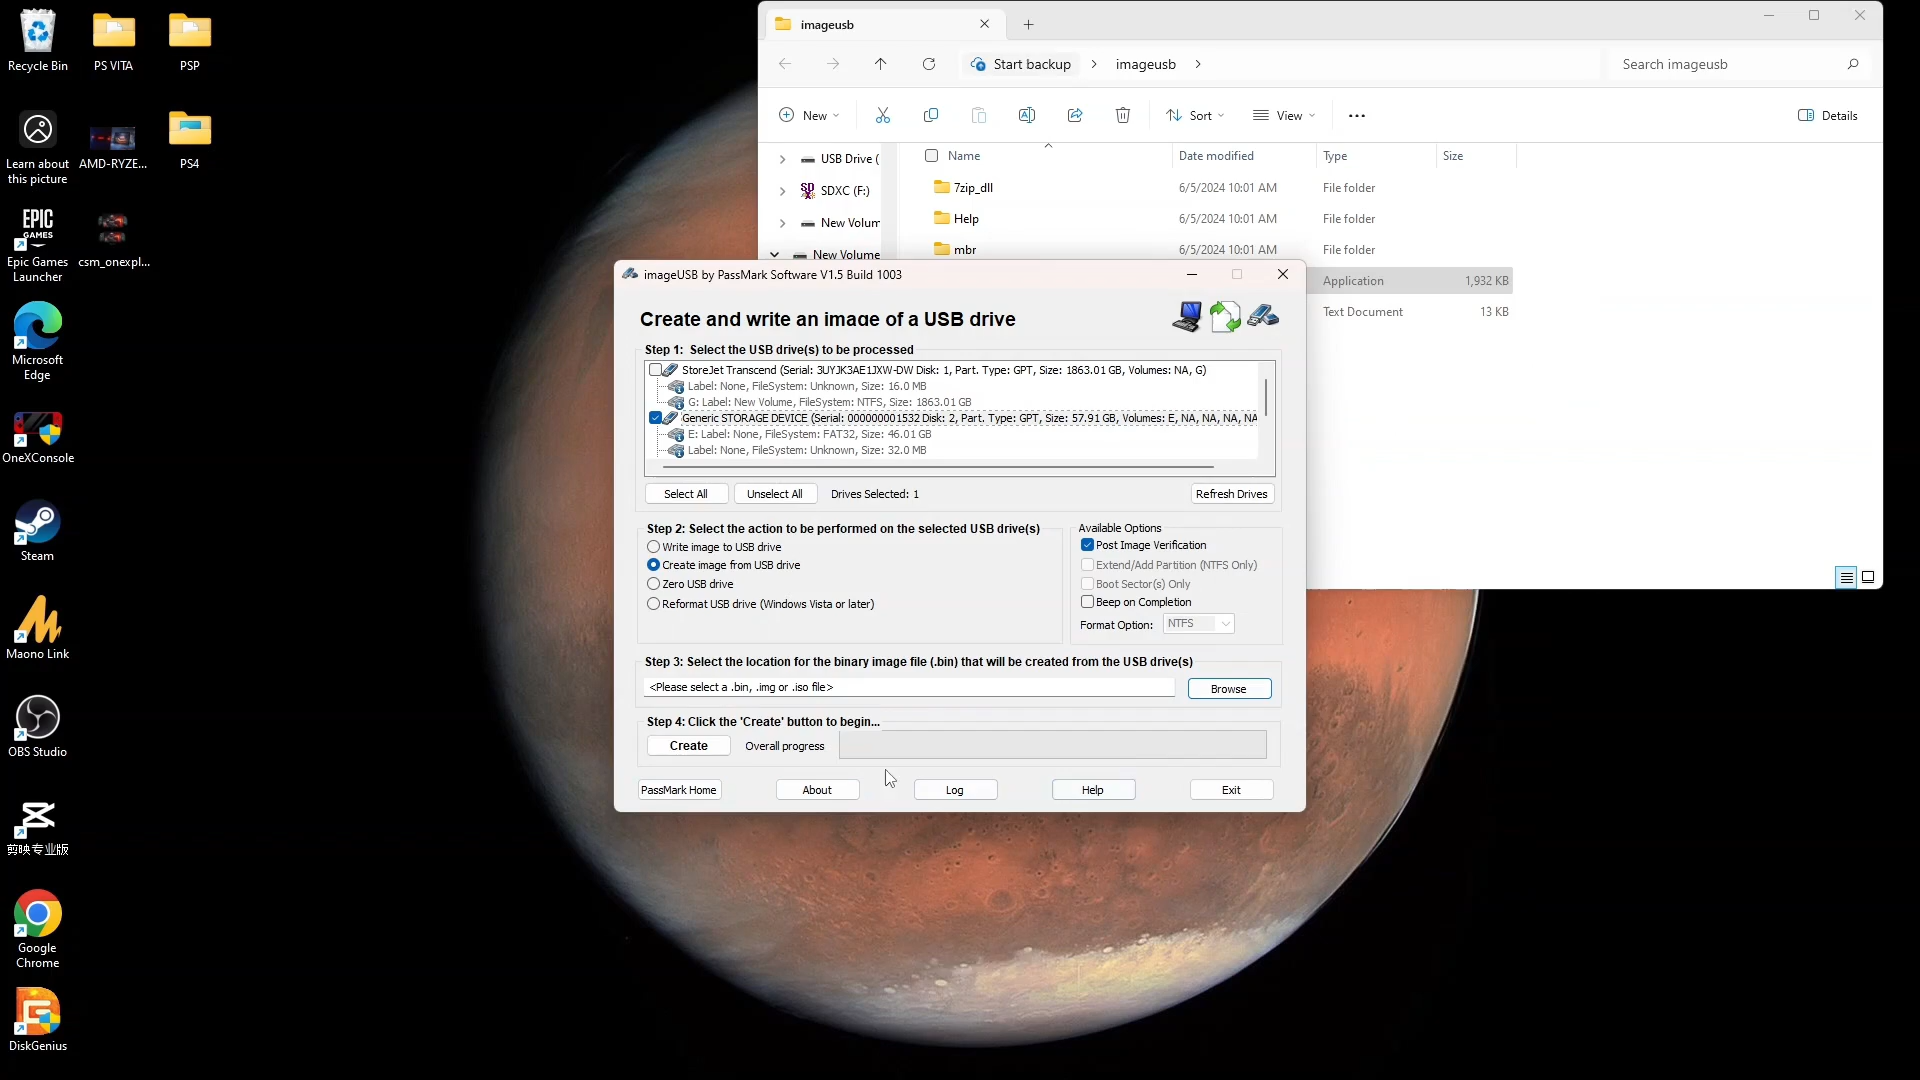 Recycle Bin
PS VITA
PSP
Learn about
this picture
AMD-RYZE...
PS4
EPIC
GAMES
Epic Games
Launcher
csm_onexpl...
Microsoft
Edge
OneXConsole
Steam
Maono Link
OBS Studio
剪映专业版
Google
Chrome
DiskGenius
imageusb
Start backup
imageusb
Search imageusb
New
Sort
View
Details
USB Drive (
SDXC (F:)
New Volum
New Volume
Name
Date modified
Type
Size
7zip_dll
6/5/2024 10:01 AM
File folder
Help
6/5/2024 10:01 AM
File folder
mbr
6/5/2024 10:01 AM
File folder
Application
1,932 KB
Text Document
13 KB
imageUSB by PassMark Software V1.5 Build 1003
Create and write an image of a USB drive
Step 1: Select the USB drive(s) to be processed
StoreJet Transcend (Serial: 3UYJK3AE1JXW-DW Disk: 1, Part. Type: GPT, Size: 1863.01 GB, Volumes: NA, G)
Label: None, FileSystem: Unknown, Size: 16.0 MB
G: Label: New Volume, FileSystem: NTFS, Size: 1863.01 GB
Generic STORAGE DEVICE (Serial: 000000001532 Disk: 2, Part. Type: GPT, Size: 57.91 GB, Volumes: E, NA, NA, NA, NA
E: Label: None, FileSystem: FAT32, Size: 46.01 GB
Label: None, FileSystem: Unknown, Size: 32.0 MB
Select All
Unselect All
Drives Selected: 1
Refresh Drives
Step 2: Select the action to be performed on the selected USB drive(s)
Write image to USB drive
Create image from USB drive
Zero USB drive
Reformat USB drive (Windows Vista or later)
Available Options
Post Image Verification
Extend/Add Partition (NTFS Only)
Boot Sector(s) Only
Beep on Completion
Format Option: NTFS
Step 3: Select the location for the binary image file (.bin) that will be created from the USB drive(s)
<Please select a .bin, .img or .iso file>
Browse
Step 4: Click the 'Create' button to begin...
Create
Overall progress
PassMark Home
About
Log
Help
Exit